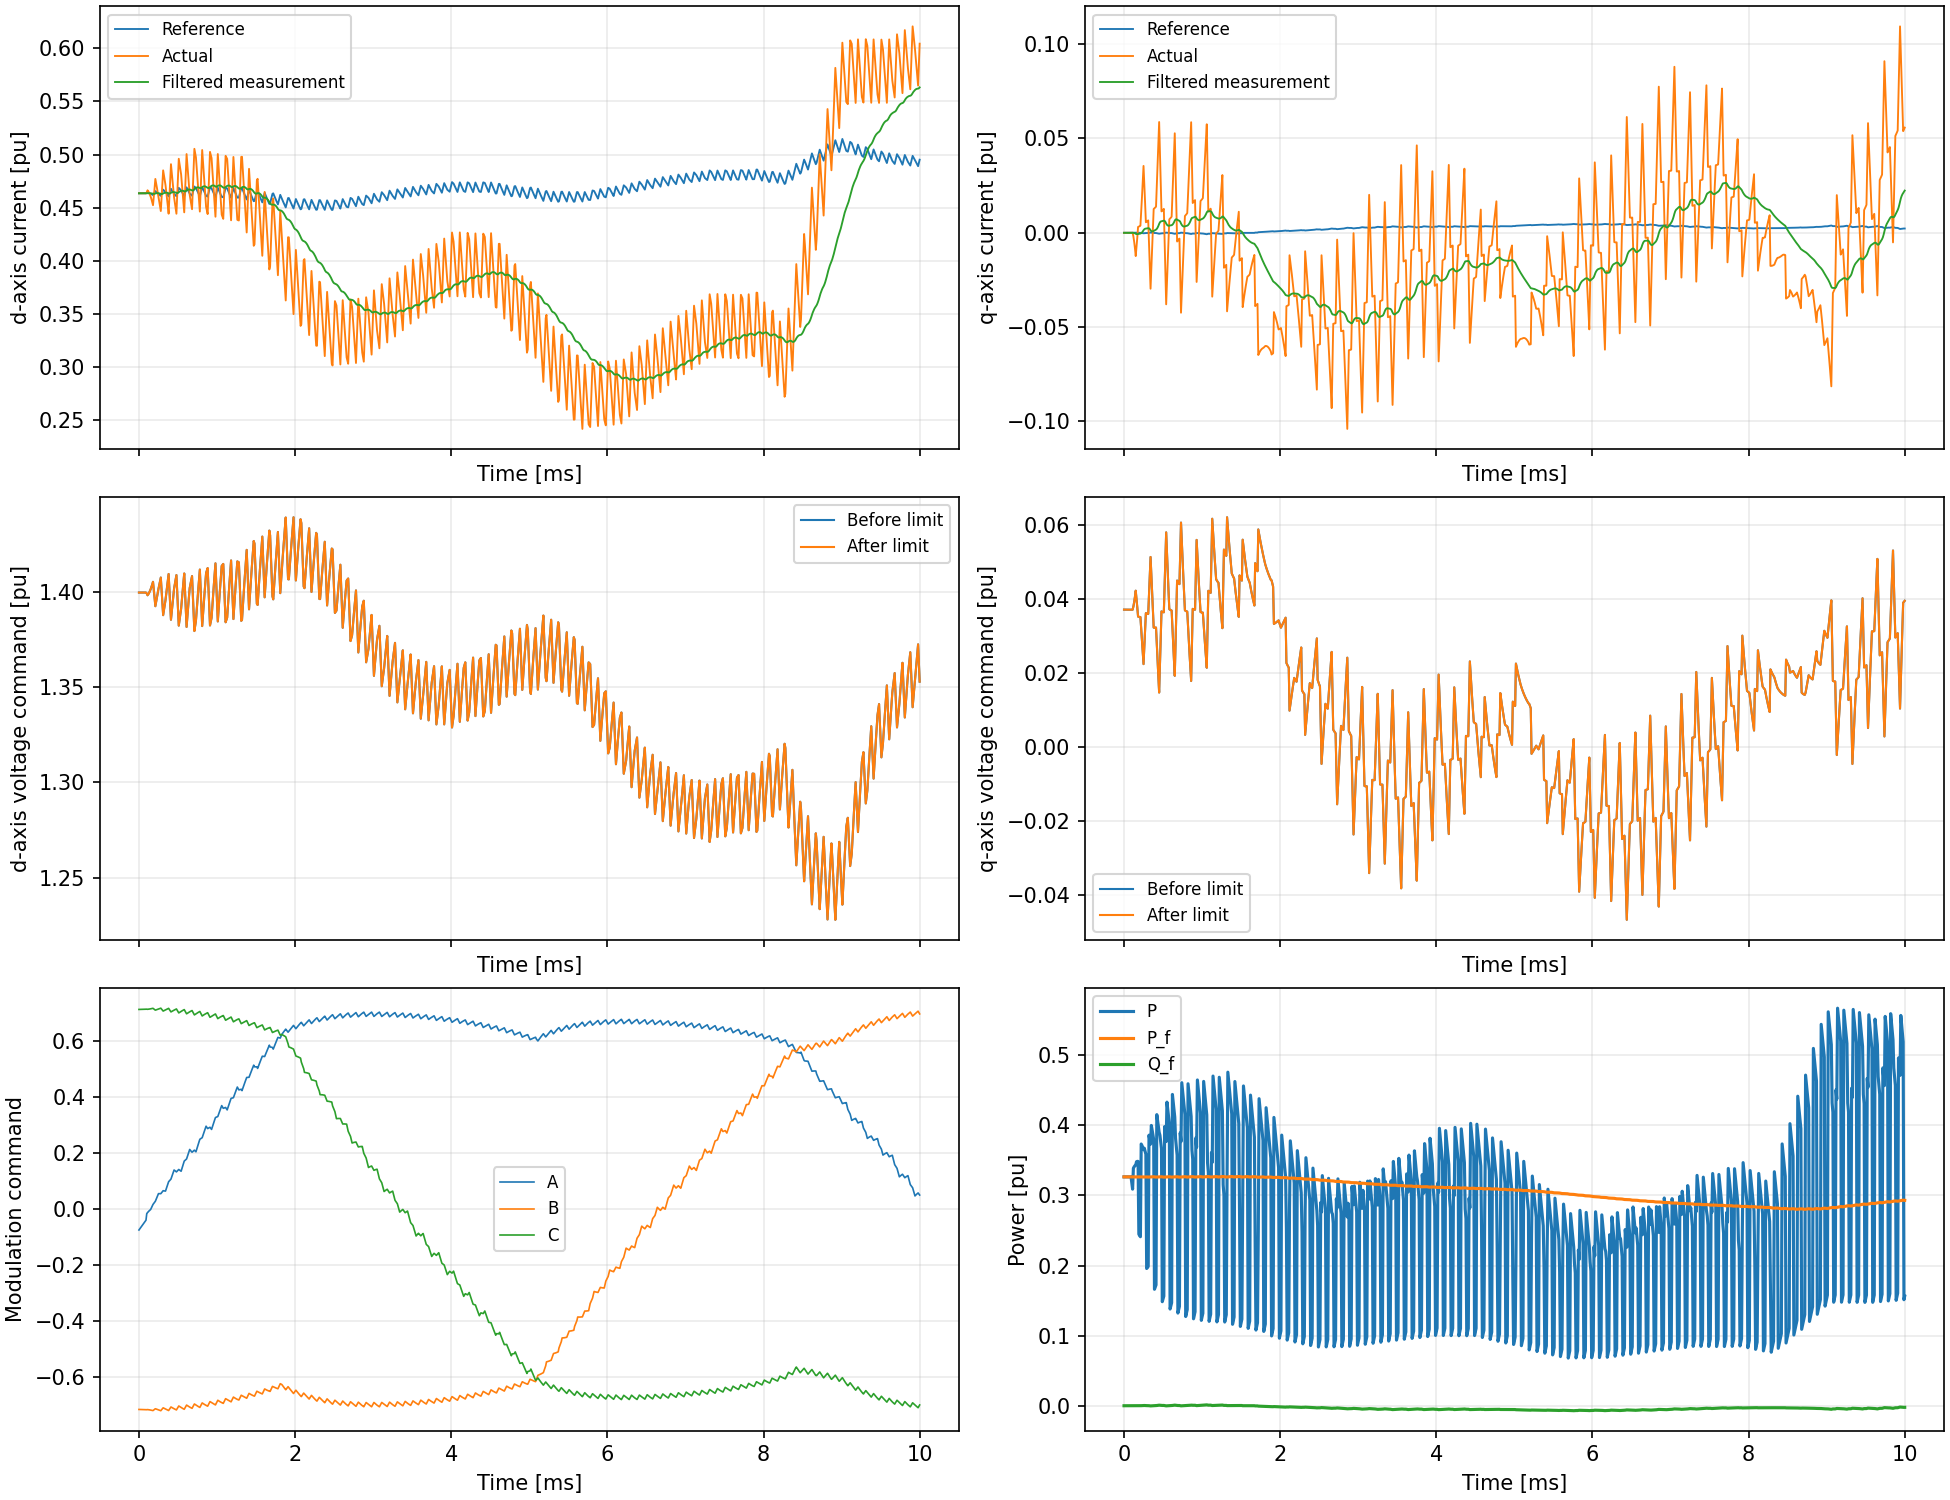 Reference
Actual
Filtered measurement
0.60
0.55
0.50
0.45
0.40
0.35
0.30
0.25
d-axis current [pu]
Time [ms]
Reference
Actual
Filtered measurement
0.10
0.05
0.00
−0.05
−0.10
q-axis current [pu]
Time [ms]
Before limit
After limit
1.40
1.35
1.30
1.25
d-axis voltage command [pu]
Time [ms]
0.06
0.04
0.02
0.00
−0.02
−0.04
q-axis voltage command [pu]
Before limit
After limit
Time [ms]
0.6
0.4
0.2
0.0
−0.2
−0.4
−0.6
Modulation command
A
B
C
0 2 4 6 8 10
Time [ms]
P
P_f
Q_f
0.5
0.4
0.3
0.2
0.1
0.0
Power [pu]
0 2 4 6 8 10
Time [ms]